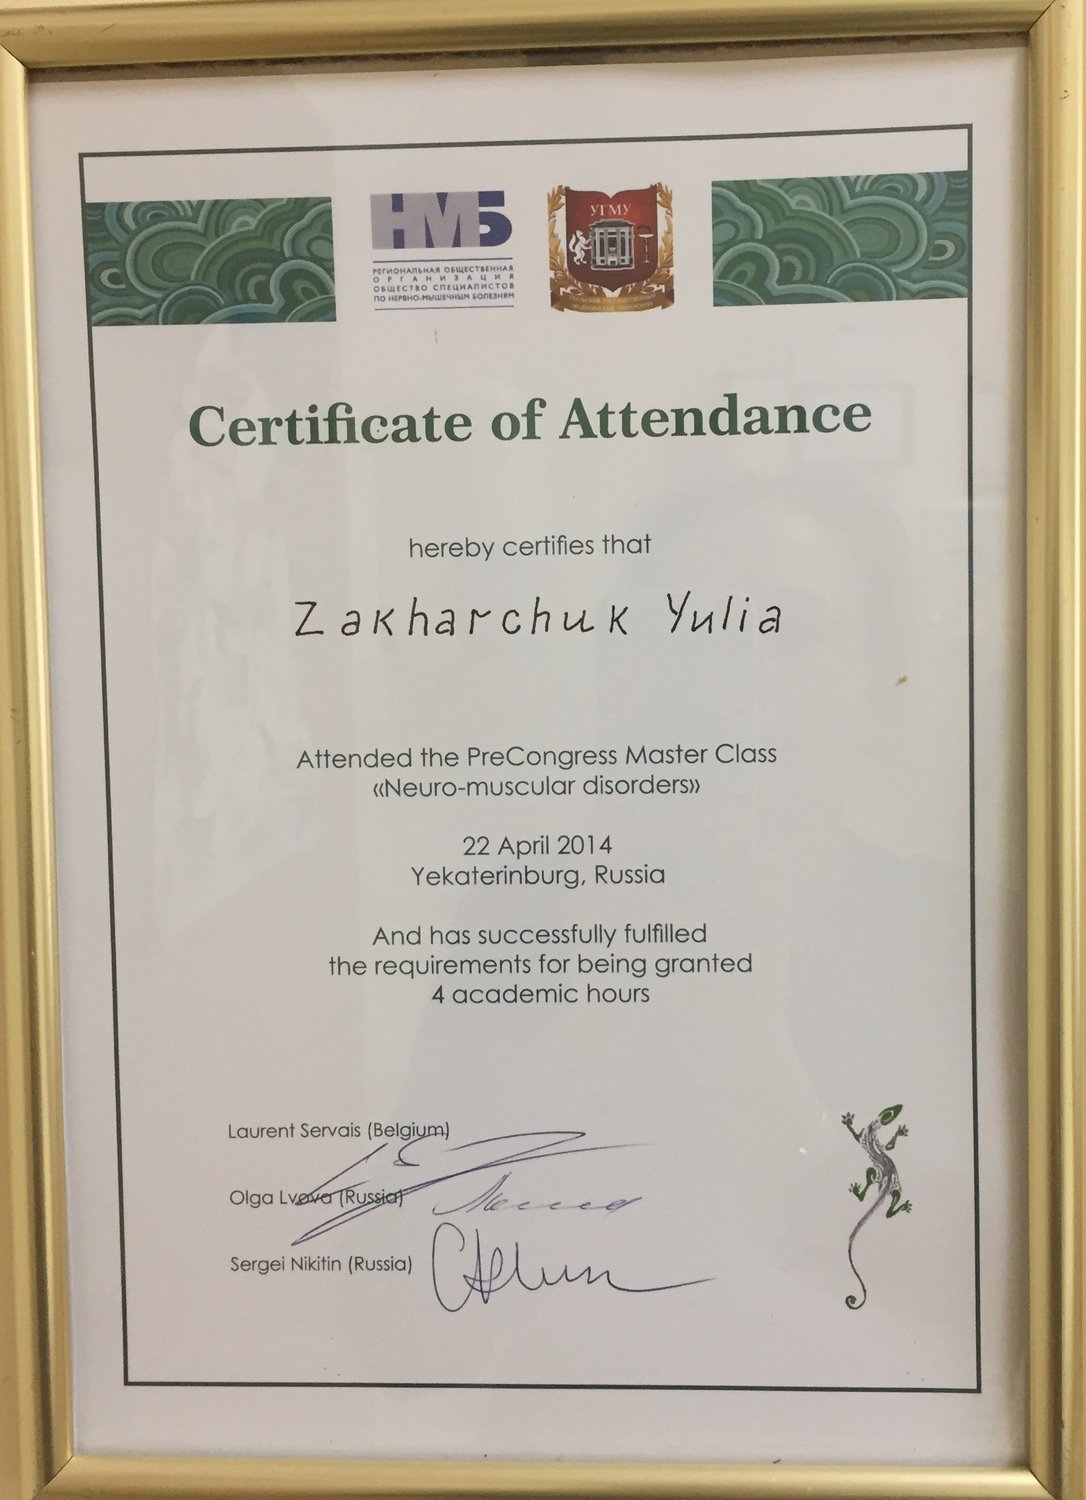 НМБ
РЕГИОНАЛЬНАЯ ОБЩЕСТВЕННАЯ
ОРГАНИЗАЦИЯ
ОБЩЕСТВО СПЕЦИАЛИСТОВ
ПО НЕРВНО-МЫШЕЧНЫМ БОЛЕЗНЯМ
УГМУ
Certificate of Attendance
hereby certifies that
Zakharchuk Yulia
Attended the PreCongress Master Class
«Neuro-muscular disorders»
22 April 2014
Yekaterinburg, Russia
And has successfully fulfilled
the requirements for being granted
4 academic hours
Laurent Servais (Belgium)
Olga Lvova (Russia)
Sergei Nikitin (Russia)